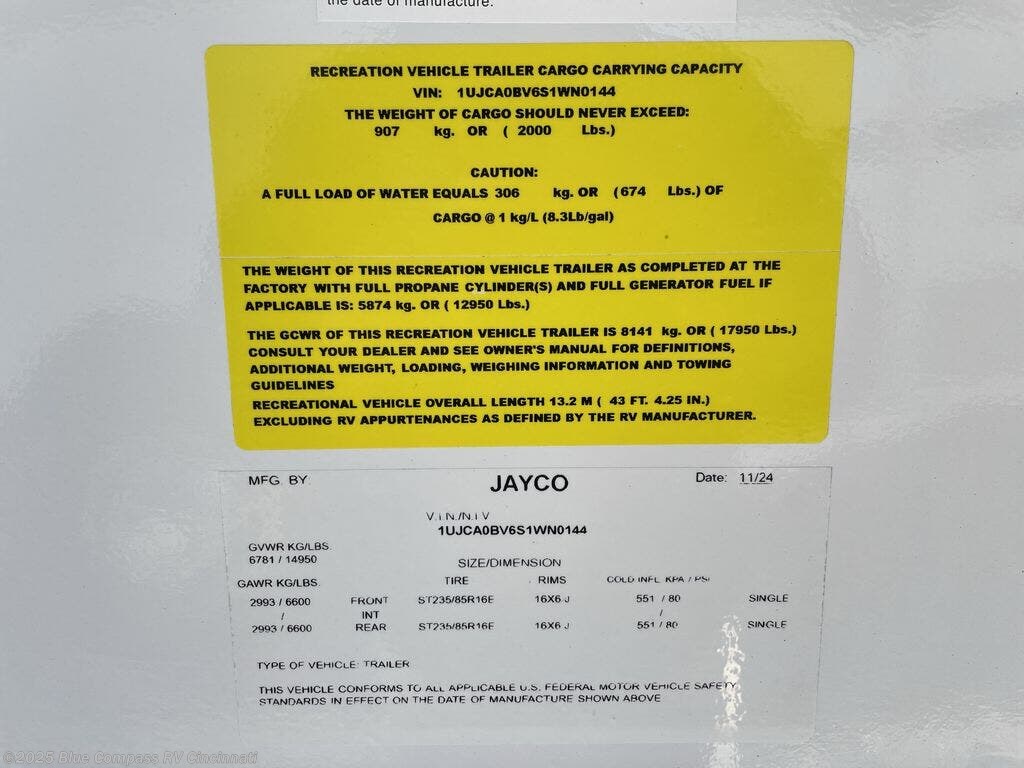 the date of manufacture.
RECREATION VEHICLE TRAILER CARGO CARRYING CAPACITY
VIN: 1UJCA0BV6S1WN0144
THE WEIGHT OF CARGO SHOULD NEVER EXCEED:
907 kg. OR ( 2000 Lbs.)
CAUTION:
A FULL LOAD OF WATER EQUALS 306 kg. OR (674 Lbs.) OF
CARGO @ 1 kg/L (8.3Lb/gal)
THE WEIGHT OF THIS RECREATION VEHICLE TRAILER AS COMPLETED AT THE
FACTORY WITH FULL PROPANE CYLINDER(S) AND FULL GENERATOR FUEL IF
APPLICABLE IS: 5874 kg. OR ( 12950 Lbs.)
THE GCWR OF THIS RECREATION VEHICLE TRAILER IS 8141 kg. OR ( 17950 Lbs.)
CONSULT YOUR DEALER AND SEE OWNER'S MANUAL FOR DEFINITIONS,
ADDITIONAL WEIGHT, LOADING, WEIGHING INFORMATION AND TOWING
GUIDELINES
RECREATIONAL VEHICLE OVERALL LENGTH 13.2 M ( 43 FT. 4.25 IN.)
EXCLUDING RV APPURTENANCES AS DEFINED BY THE RV MANUFACTURER.
MFG. BY: JAYCO Date: 11/24
V.I.N./N.I.V
1UJCA0BV6S1WN0144
GVWR KG/LBS.
6781 / 14950
SIZE/DIMENSION
GAWR KG/LBS. TIRE RIMS COLD INFL. KPA / PSI
2993 / 6600 FRONT ST235/85R16E 16X6 J 551 / 80 SINGLE
/ INT /
2993 / 6600 REAR ST235/85R16E 16X6 J 551 / 80 SINGLE
TYPE OF VEHICLE: TRAILER
THIS VEHICLE CONFORMS TO ALL APPLICABLE U.S. FEDERAL MOTOR VEHICLE SAFETY
STANDARDS IN EFFECT ON THE DATE OF MANUFACTURE SHOWN ABOVE
©2025 Blue Compass RV Cincinnati